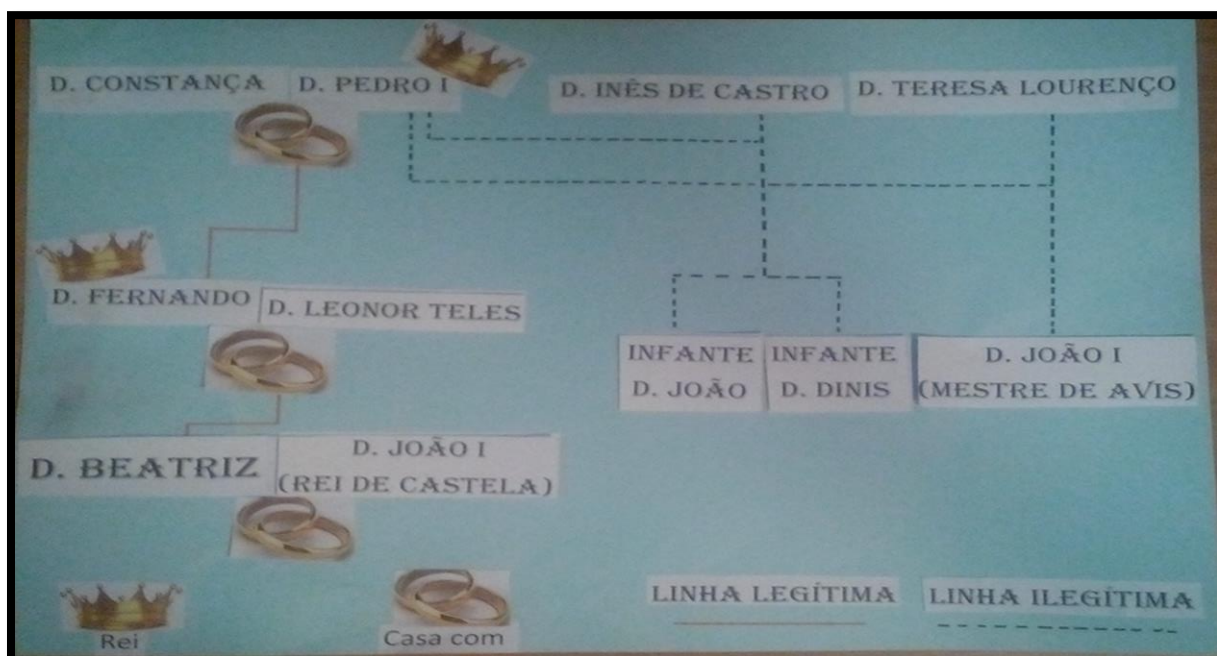 D. CONSTANÇA
D. PEDRO I
D. INÊS DE CASTRO
D. TERESA LOURENÇO
D. FERNANDO
D. LEONOR TELES
INFANTE
D. JOÃO
INFANTE
D. DINIS
D. JOÃO I
(MESTRE DE AVIS)
D. BEATRIZ
D. JOÃO I
(REI DE CASTELA)
Rei
Casa com
LINHA LEGÍTIMA
LINHA ILEGÍTIMA